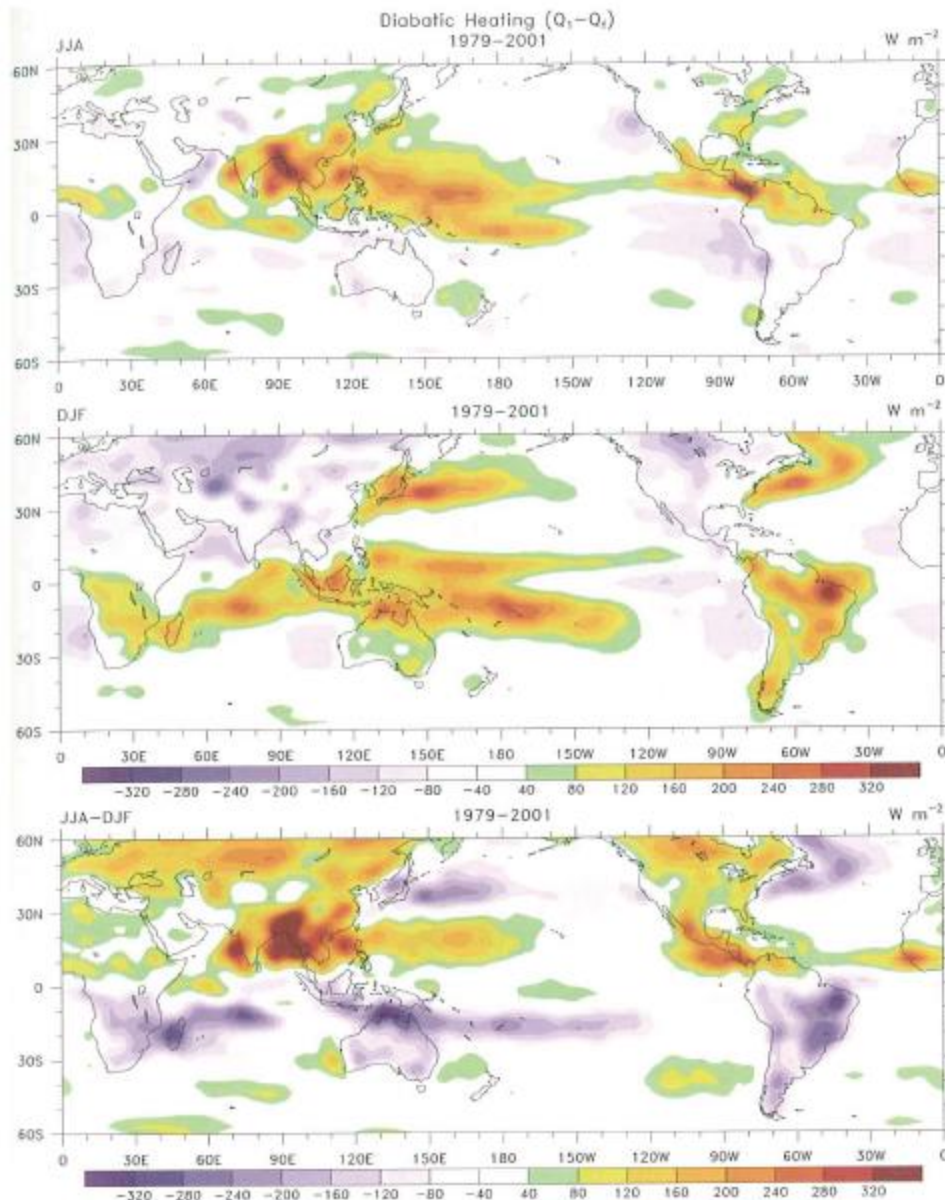 Diabatic Heating (Q₁-Qf)
JJA 1979-2001 W m⁻²
60N
30N
0
30S
60S
0 30E 60E 90E 120E 150E 180 150W 120W 90W 60W 30W 0
DJF 1979-2001 W m⁻²
60N
30N
0
30S
60S
0 30E 60E 90E 120E 150E 180 150W 120W 90W 60W 30W 0
-320 -280 -240 -200 -160 -120 -80 -40 40 80 120 160 200 240 280 320
JJA-DJF 1979-2001 W m⁻²
60N
30N
0
30S
60S
0 30E 60E 90E 120E 150E 180 150W 120W 90W 60W 30W 0
-320 -280 -240 -200 -160 -120 -80 -40 40 80 120 160 200 240 280 320